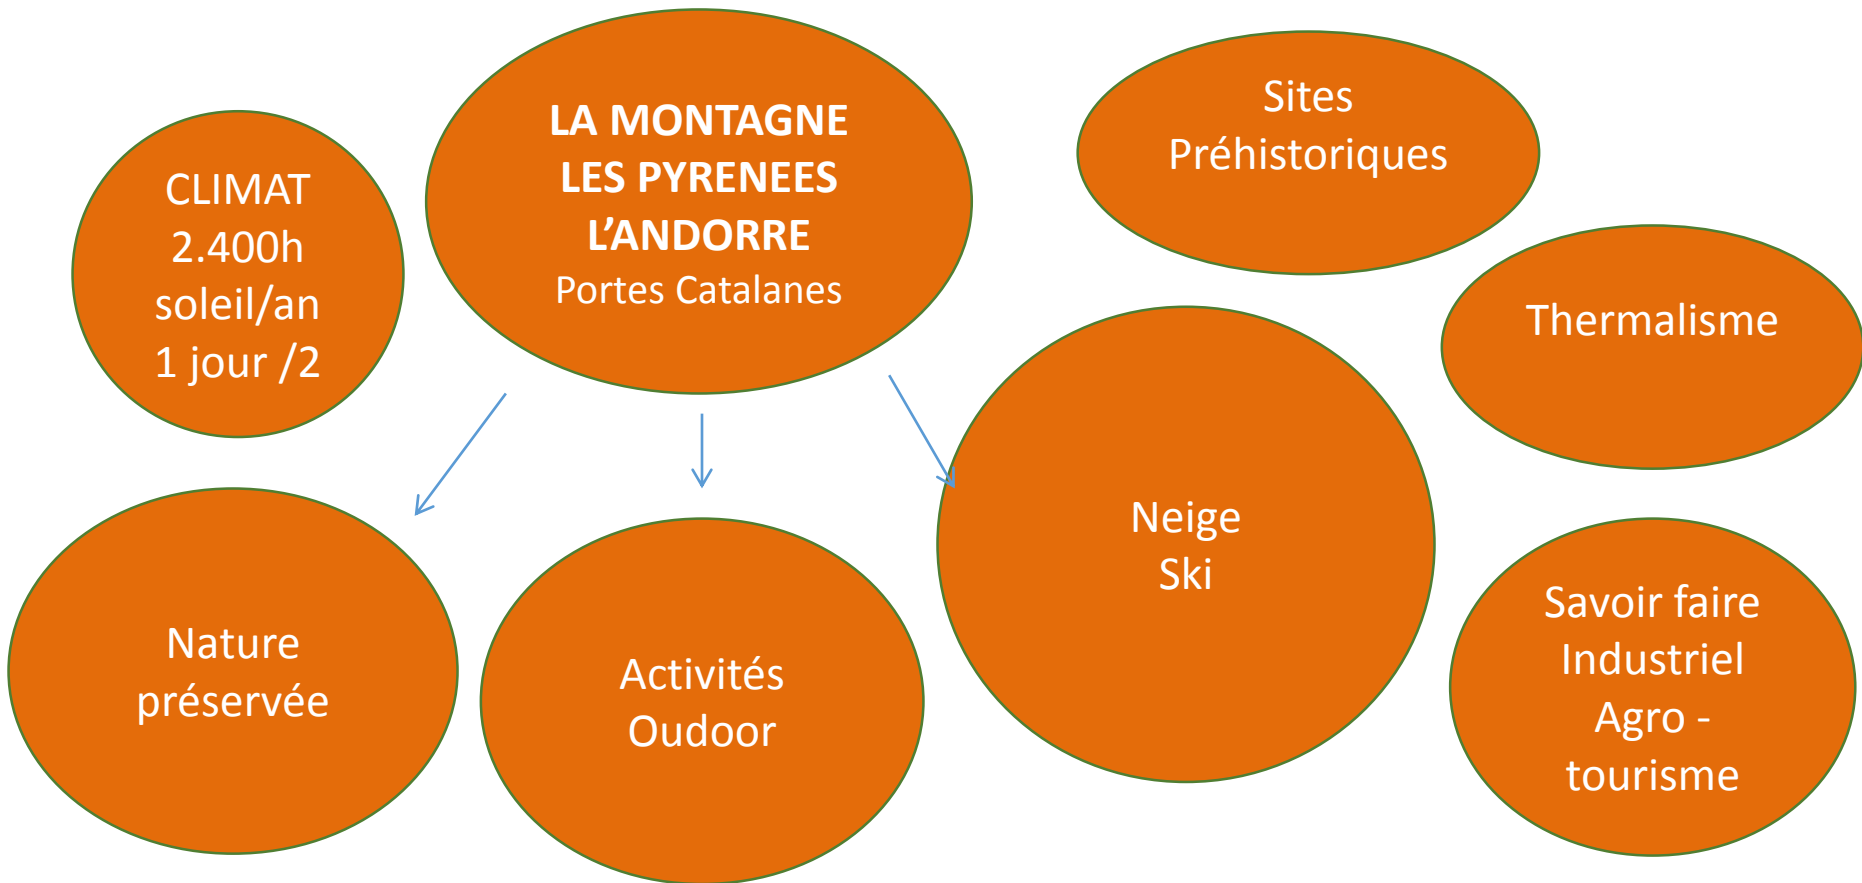 CLIMAT
2.400h
soleil/an
1 jour /2
LA MONTAGNE
LES PYRENEES
L’ANDORRE
Portes Catalanes
Sites
Préhistoriques
Thermalisme
Nature
préservée
Activités
Oudoor
Neige
Ski
Savoir faire
Industriel
Agro -
tourisme